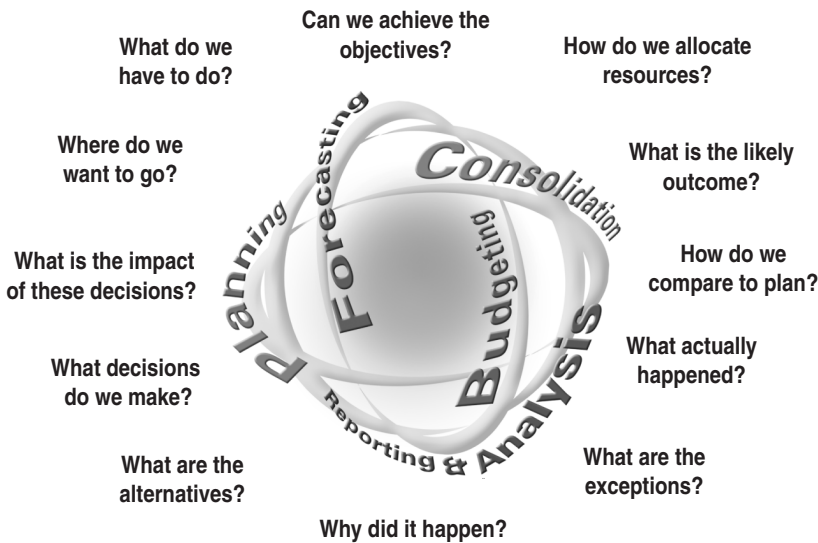 Can we achieve the
objectives?
What do we
have to do?
How do we allocate
resources?
Where do we
want to go?
What is the likely
outcome?
What is the impact
of these decisions?
How do we
compare to plan?
What decisions
do we make?
What actually
happened?
What are the
alternatives?
What are the
exceptions?
Why did it happen?
Forecasting
Consolidation
Planning
Budgeting
Reporting & Analysis